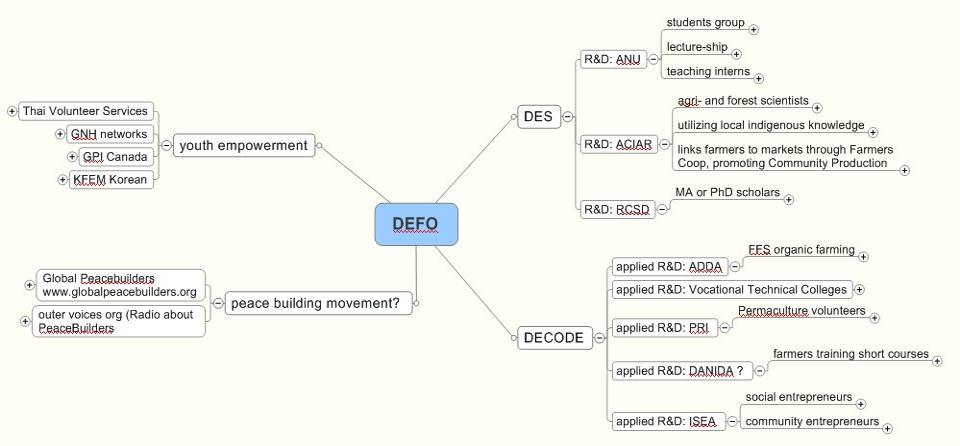 DEFO
youth empowerment
Thai Volunteer Services
GNH networks
GPI Canada
KFEM Korean
peace building movement?
Global Peacebuilders
www.globalpeacebuilders.org
outer voices org (Radio about
PeaceBuilders
DES
R&D: ANU
students group
lecture-ship
teaching interns
R&D: ACIAR
agri- and forest scientists
utilizing local indigenous knowledge
links farmers to markets through Farmers
Coop, promoting Community Production
R&D: RCSD
MA or PhD scholars
DECODE
applied R&D: ADDA
FFS organic farming
applied R&D: Vocational Technical Colleges
applied R&D: PRI
Permaculture volunteers
applied R&D: DANIDA ?
farmers training short courses
applied R&D: ISEA
social entrepreneurs
community entrepreneurs